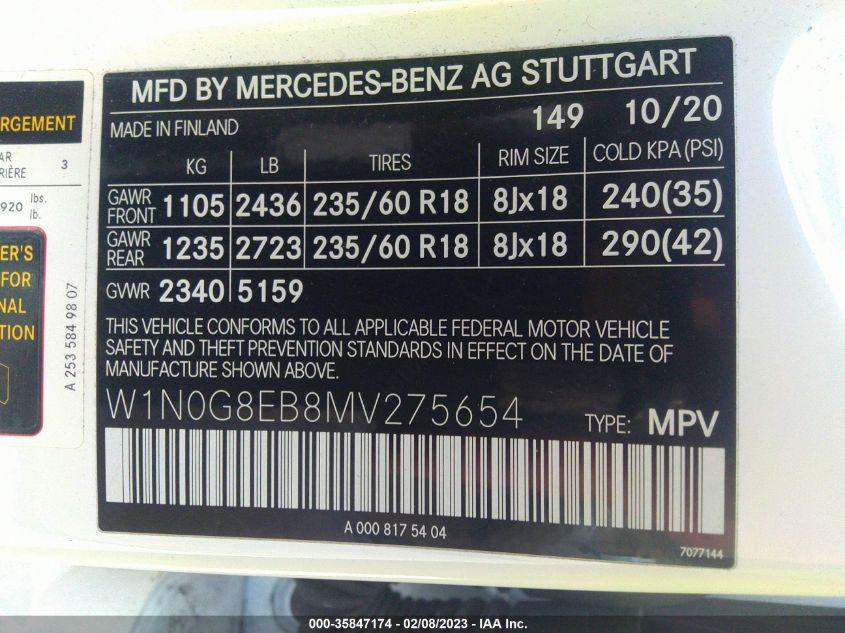 MFD BY MERCEDES-BENZ AG STUTTGART
MADE IN FINLAND 149 10/20
KG LB TIRES RIM SIZE COLD KPA (PSI)
GAWR FRONT 1105 2436 235/60 R18 8Jx18 240(35)
GAWR REAR 1235 2723 235/60 R18 8Jx18 290(42)
GVWR 2340 5159
THIS VEHICLE CONFORMS TO ALL APPLICABLE FEDERAL MOTOR VEHICLE
SAFETY AND THEFT PREVENTION STANDARDS IN EFFECT ON THE DATE OF
MANUFACTURE SHOWN ABOVE.
W1N0G8EB8MV275654 TYPE: MPV
A 000 817 54 04
7077144
RGEMENT
AR 3
RIÈRE
920 lbs.
lb.
ER'S
FOR
NAL
TION
A 253 584 98 07
000-35847174 - 02/08/2023 - IAA Inc.